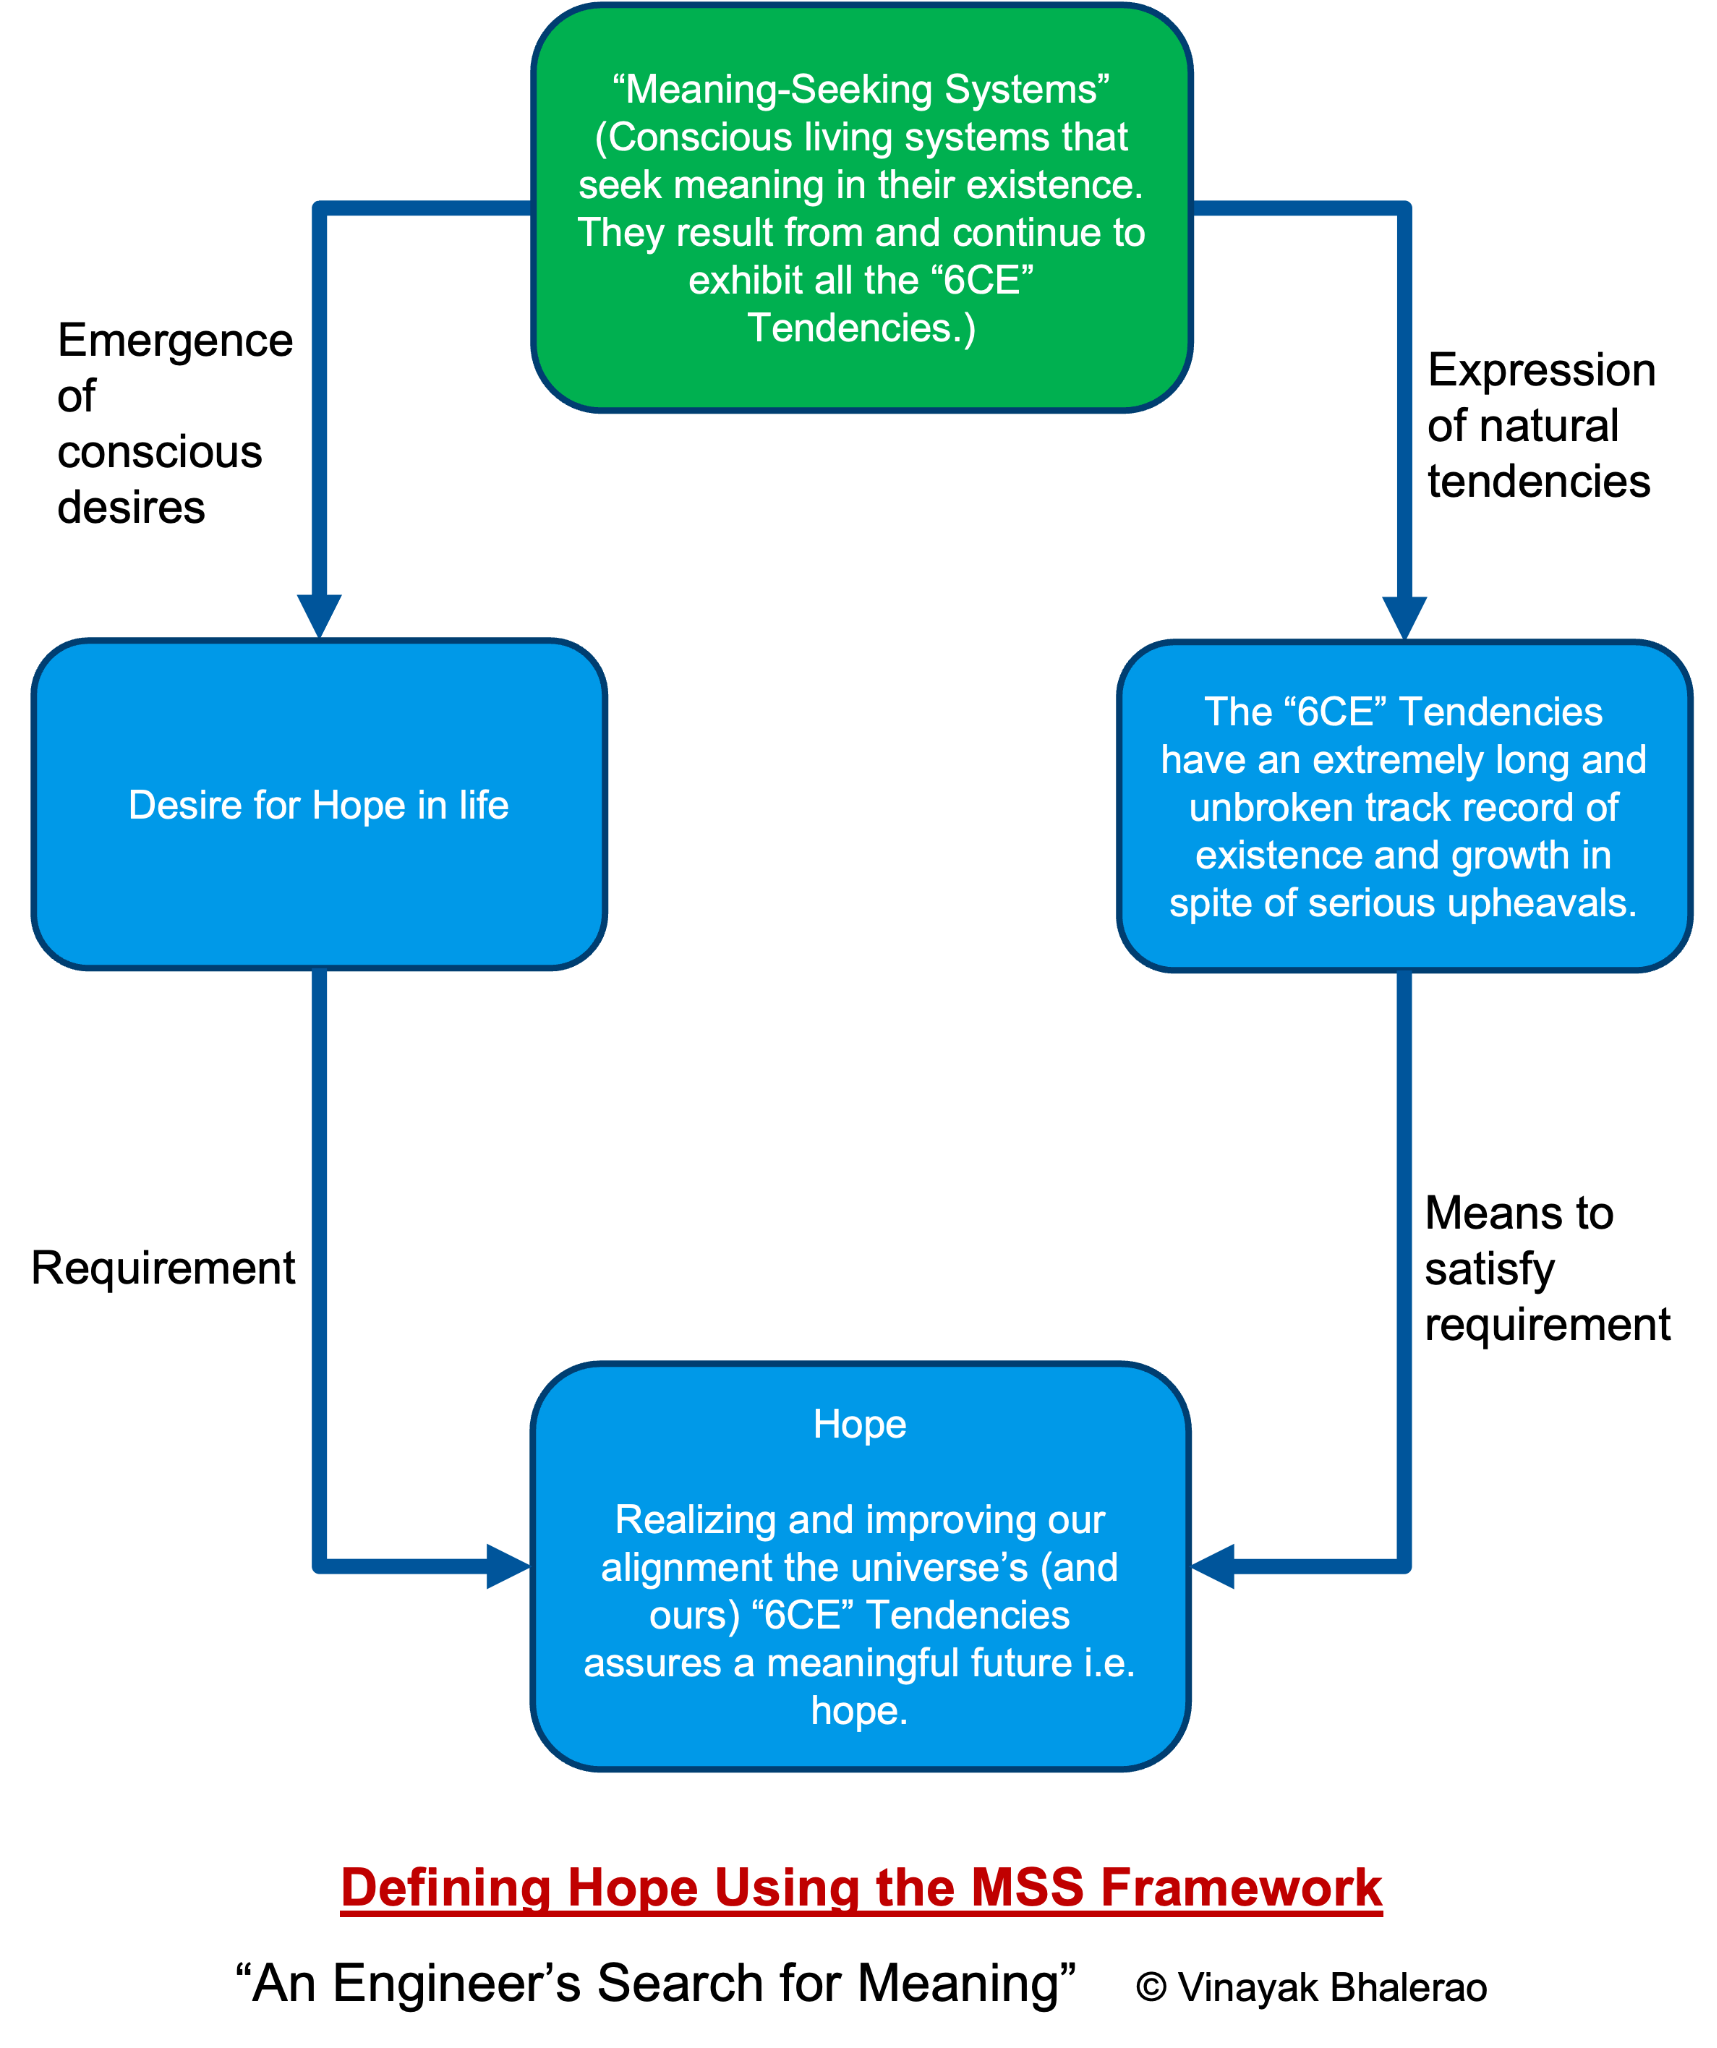 “Meaning-Seeking Systems”
(Conscious living systems that
seek meaning in their existence.
They result from and continue to
exhibit all the “6CE”
Tendencies.)
Emergence
of
conscious
desires
Expression
of natural
tendencies
Desire for Hope in life
The “6CE” Tendencies
have an extremely long and
unbroken track record of
existence and growth in
spite of serious upheavals.
Requirement
Means to
satisfy
requirement
Hope
Realizing and improving our
alignment the universe’s (and
ours) “6CE” Tendencies
assures a meaningful future i.e.
hope.
Defining Hope Using the MSS Framework
“An Engineer’s Search for Meaning” © Vinayak Bhalerao